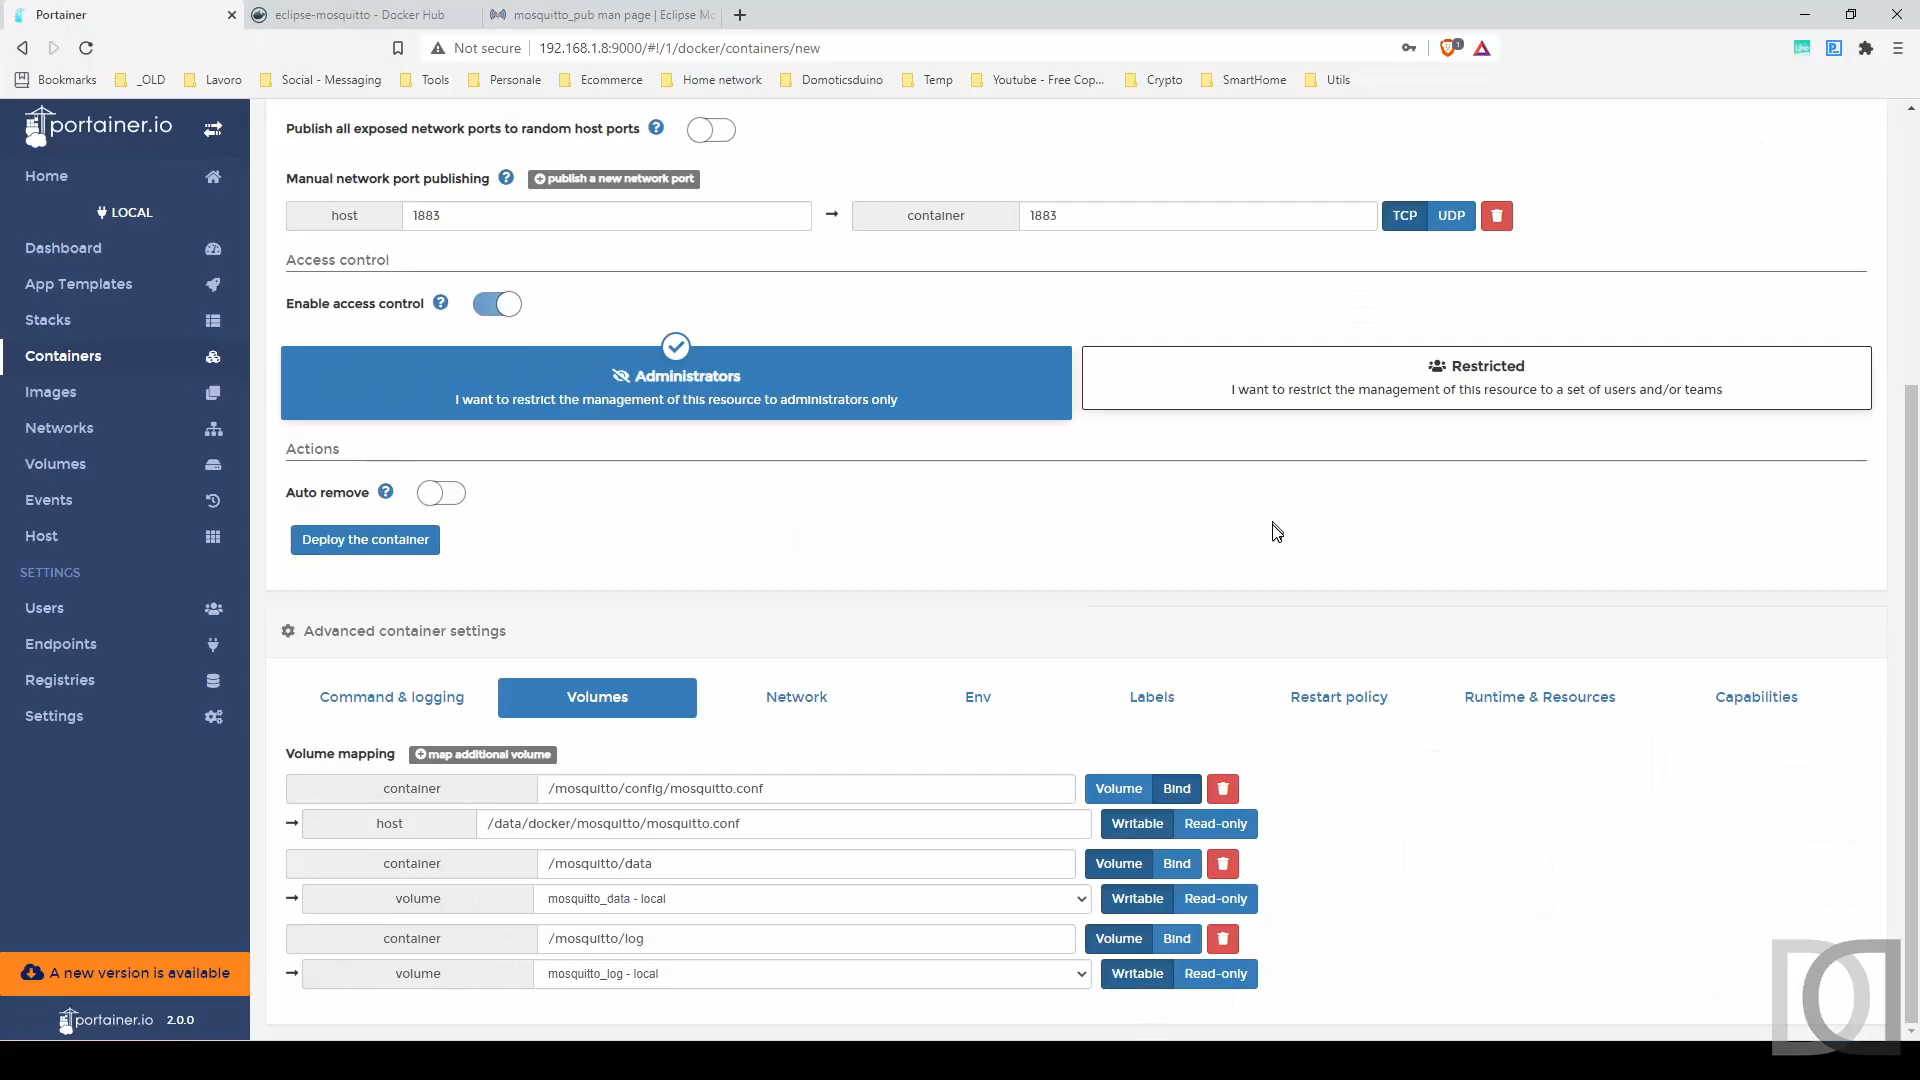 Portainer
eclipse-mosquitto - Docker Hub
mosquitto_pub man page | Eclipse Mo
Not secure
192.168.1.8:9000/#!/1/docker/containers/new
1
Bookmarks
_OLD
Lavoro
Social - Messaging
Tools
Personale
Ecommerce
Home network
Domoticsduino
Temp
Youtube - Free Cop...
Crypto
SmartHome
Utils
portainer.io
Home
LOCAL
Dashboard
App Templates
Stacks
Containers
Images
Networks
Volumes
Events
Host
SETTINGS
Users
Endpoints
Registries
Settings
A new version is available
portainer.io 2.0.0
Publish all exposed network ports to random host ports
Manual network port publishing
publish a new network port
host
1883
container
1883
TCP
UDP
Access control
Enable access control
Administrators
I want to restrict the management of this resource to administrators only
Restricted
I want to restrict the management of this resource to a set of users and/or teams
Actions
Auto remove
Deploy the container
Advanced container settings
Command & logging
Volumes
Network
Env
Labels
Restart policy
Runtime & Resources
Capabilities
Volume mapping
map additional volume
container
/mosquitto/config/mosquitto.conf
Volume
Bind
host
/data/docker/mosquitto/mosquitto.conf
Writable
Read-only
container
/mosquitto/data
Volume
Bind
volume
mosquitto_data - local
Writable
Read-only
container
/mosquitto/log
Volume
Bind
volume
mosquitto_log - local
Writable
Read-only